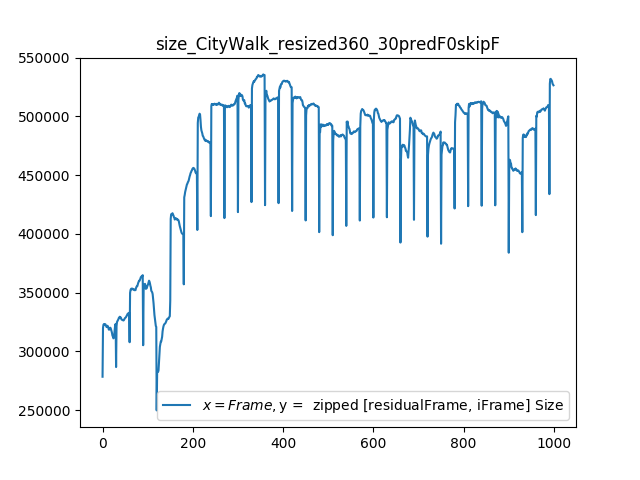 size_CityWalk_resized360_30predF0skipF
550000
500000
450000
400000
350000
300000
250000
x = Frame, y =  zipped [residualFrame, iFrame] Size
0 200 400 600 800 1000